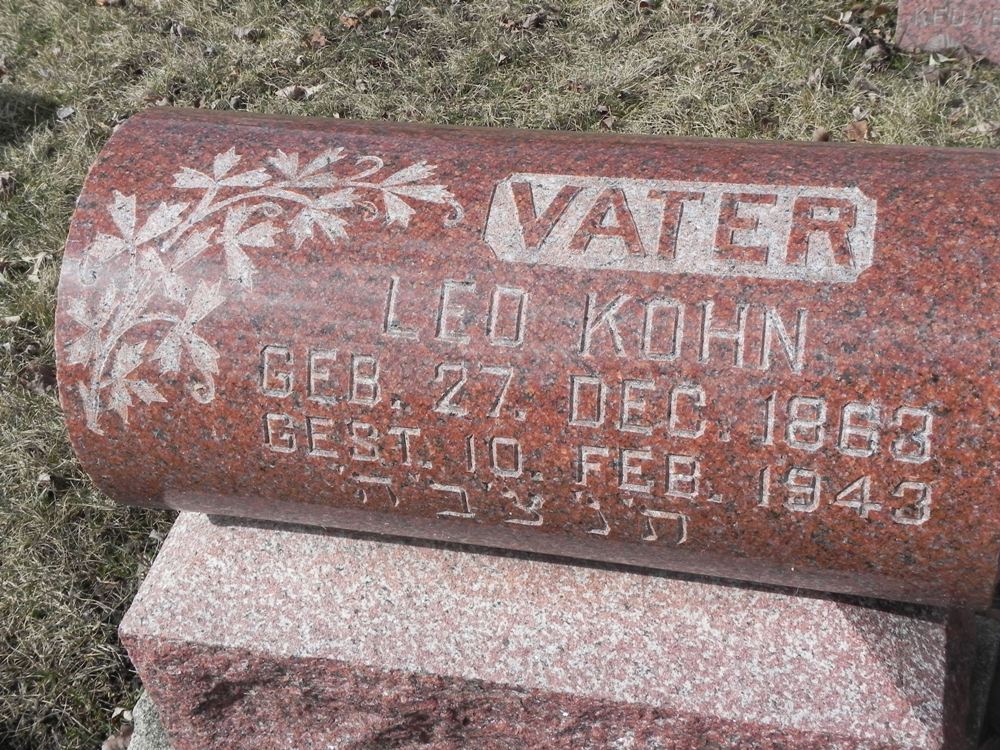 VATER
LEO KOHN
GEB. 27. DEC. 1863
GEST. 10. FEB. 1943
ת' נ' צ' ב' ה'